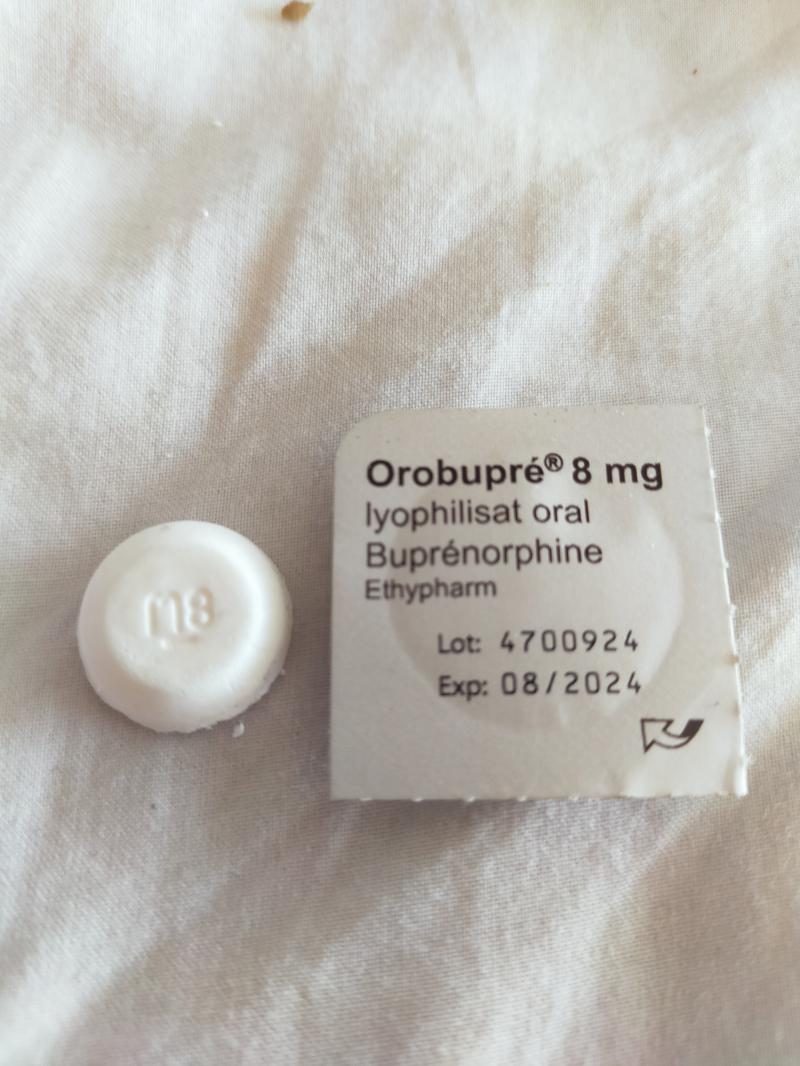 Orobupré® 8 mg
lyophilisat oral
Buprénorphine
Ethypharm
Lot: 4700924
Exp: 08/2024